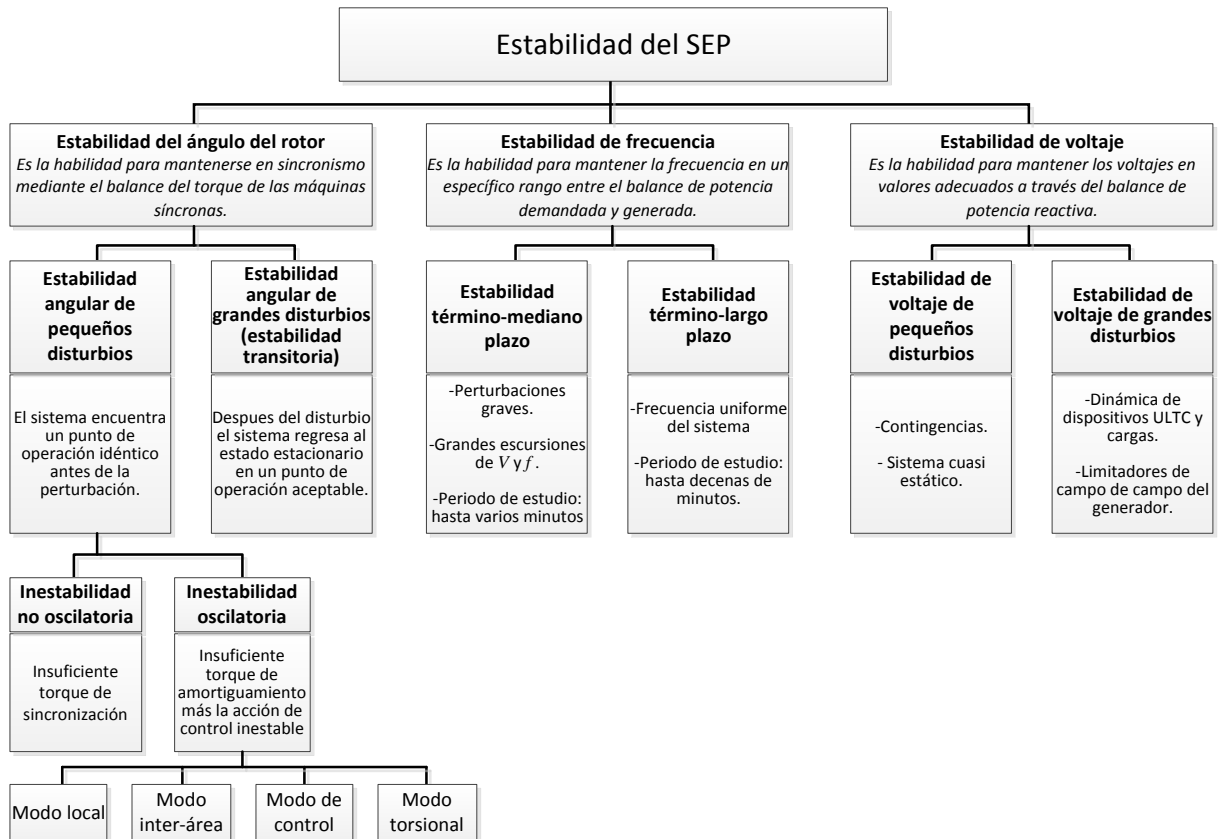 Estabilidad del SEP
Estabilidad del ángulo del rotor
Es la habilidad para mantenerse en sincronismo
mediante el balance del torque de las máquinas
síncronas.
Estabilidad de frecuencia
Es la habilidad para mantener la frecuencia en un
específico rango entre el balance de potencia
demandada y generada.
Estabilidad de voltaje
Es la habilidad para mantener los voltajes en
valores adecuados a través del balance de
potencia reactiva.
Estabilidad
angular de
pequeños
disturbios
Estabilidad
angular de
grandes disturbios
(estabilidad
transitoria)
Estabilidad
término-mediano
plazo
Estabilidad
término-largo
plazo
Estabilidad de
voltaje de
pequeños
disturbios
Estabilidad de
voltaje de grandes
disturbios
El sistema encuentra
un punto de
operación idéntico
antes de la
perturbación.
Despues del disturbio
el sistema regresa al
estado estacionario
en un punto de
operación aceptable.
-Perturbaciones
graves.
-Grandes escursiones
de V y f.
-Periodo de estudio:
hasta varios minutos
-Frecuencia uniforme
del sistema
-Periodo de estudio:
hasta decenas de
minutos.
-Contingencias.
- Sistema cuasi
estático.
-Dinámica de
dispositivos ULTC y
cargas.
-Limitadores de
campo de campo del
generador.
Inestabilidad
no oscilatoria
Inestabilidad
oscilatoria
Insuficiente
torque de
sincronización
Insuficiente
torque de
amortiguamiento
más la acción de
control inestable
Modo local
Modo
inter-área
Modo de
control
Modo
torsional